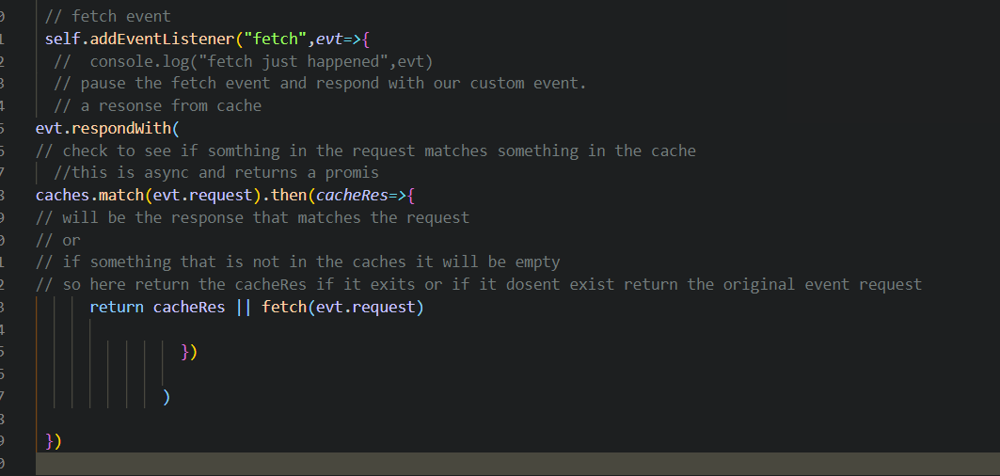 // fetch event
self.addEventListener("fetch",evt=>{
//  console.log("fetch just happened",evt)
// pause the fetch event and respond with our custom event.
// a resonse from cache
evt.respondWith(
// check to see if somthing in the request matches something in the cache
//this is async and returns a promis
caches.match(evt.request).then(cacheRes=>{
// will be the response that matches the request
// or
// if something that is not in the caches it will be empty
// so here return the cacheRes if it exits or if it dosent exist return the original event request
return cacheRes || fetch(evt.request)
})
)
})